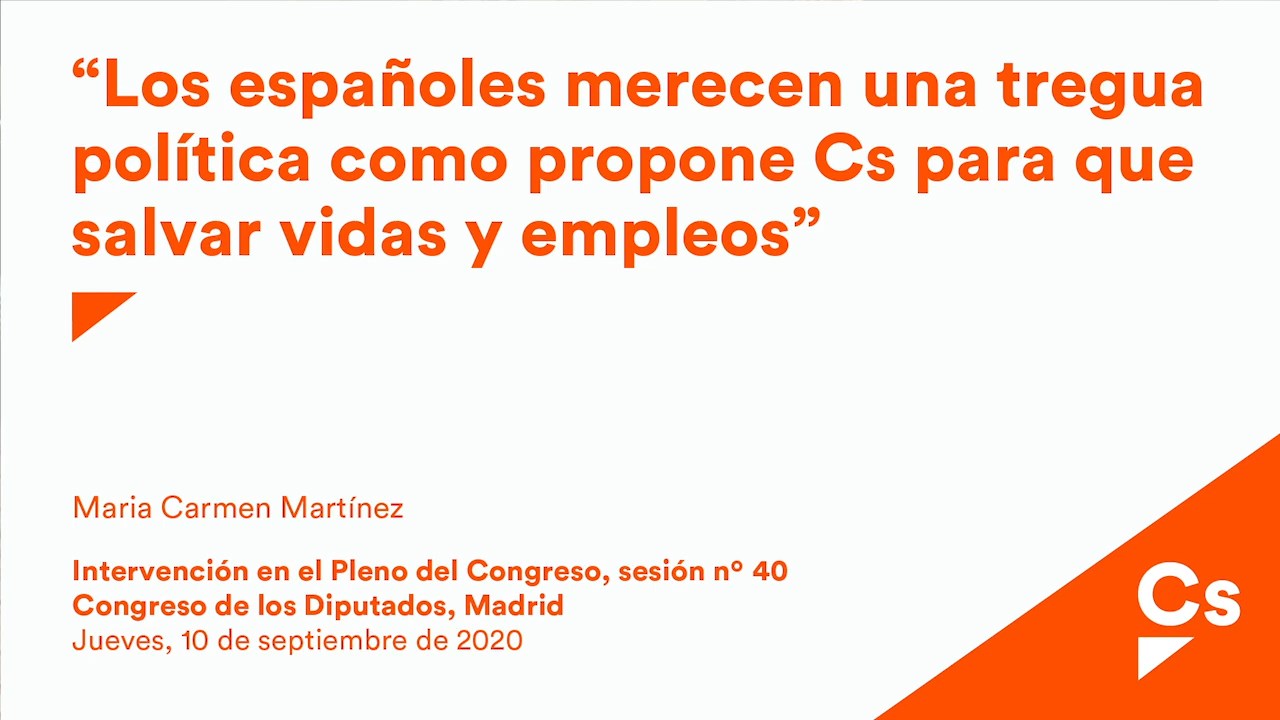 “Los españoles merecen una tregua
política como propone Cs para que
salvar vidas y empleos”
Maria Carmen Martínez
Intervención en el Pleno del Congreso, sesión nº 40
Congreso de los Diputados, Madrid
Jueves, 10 de septiembre de 2020
Cs